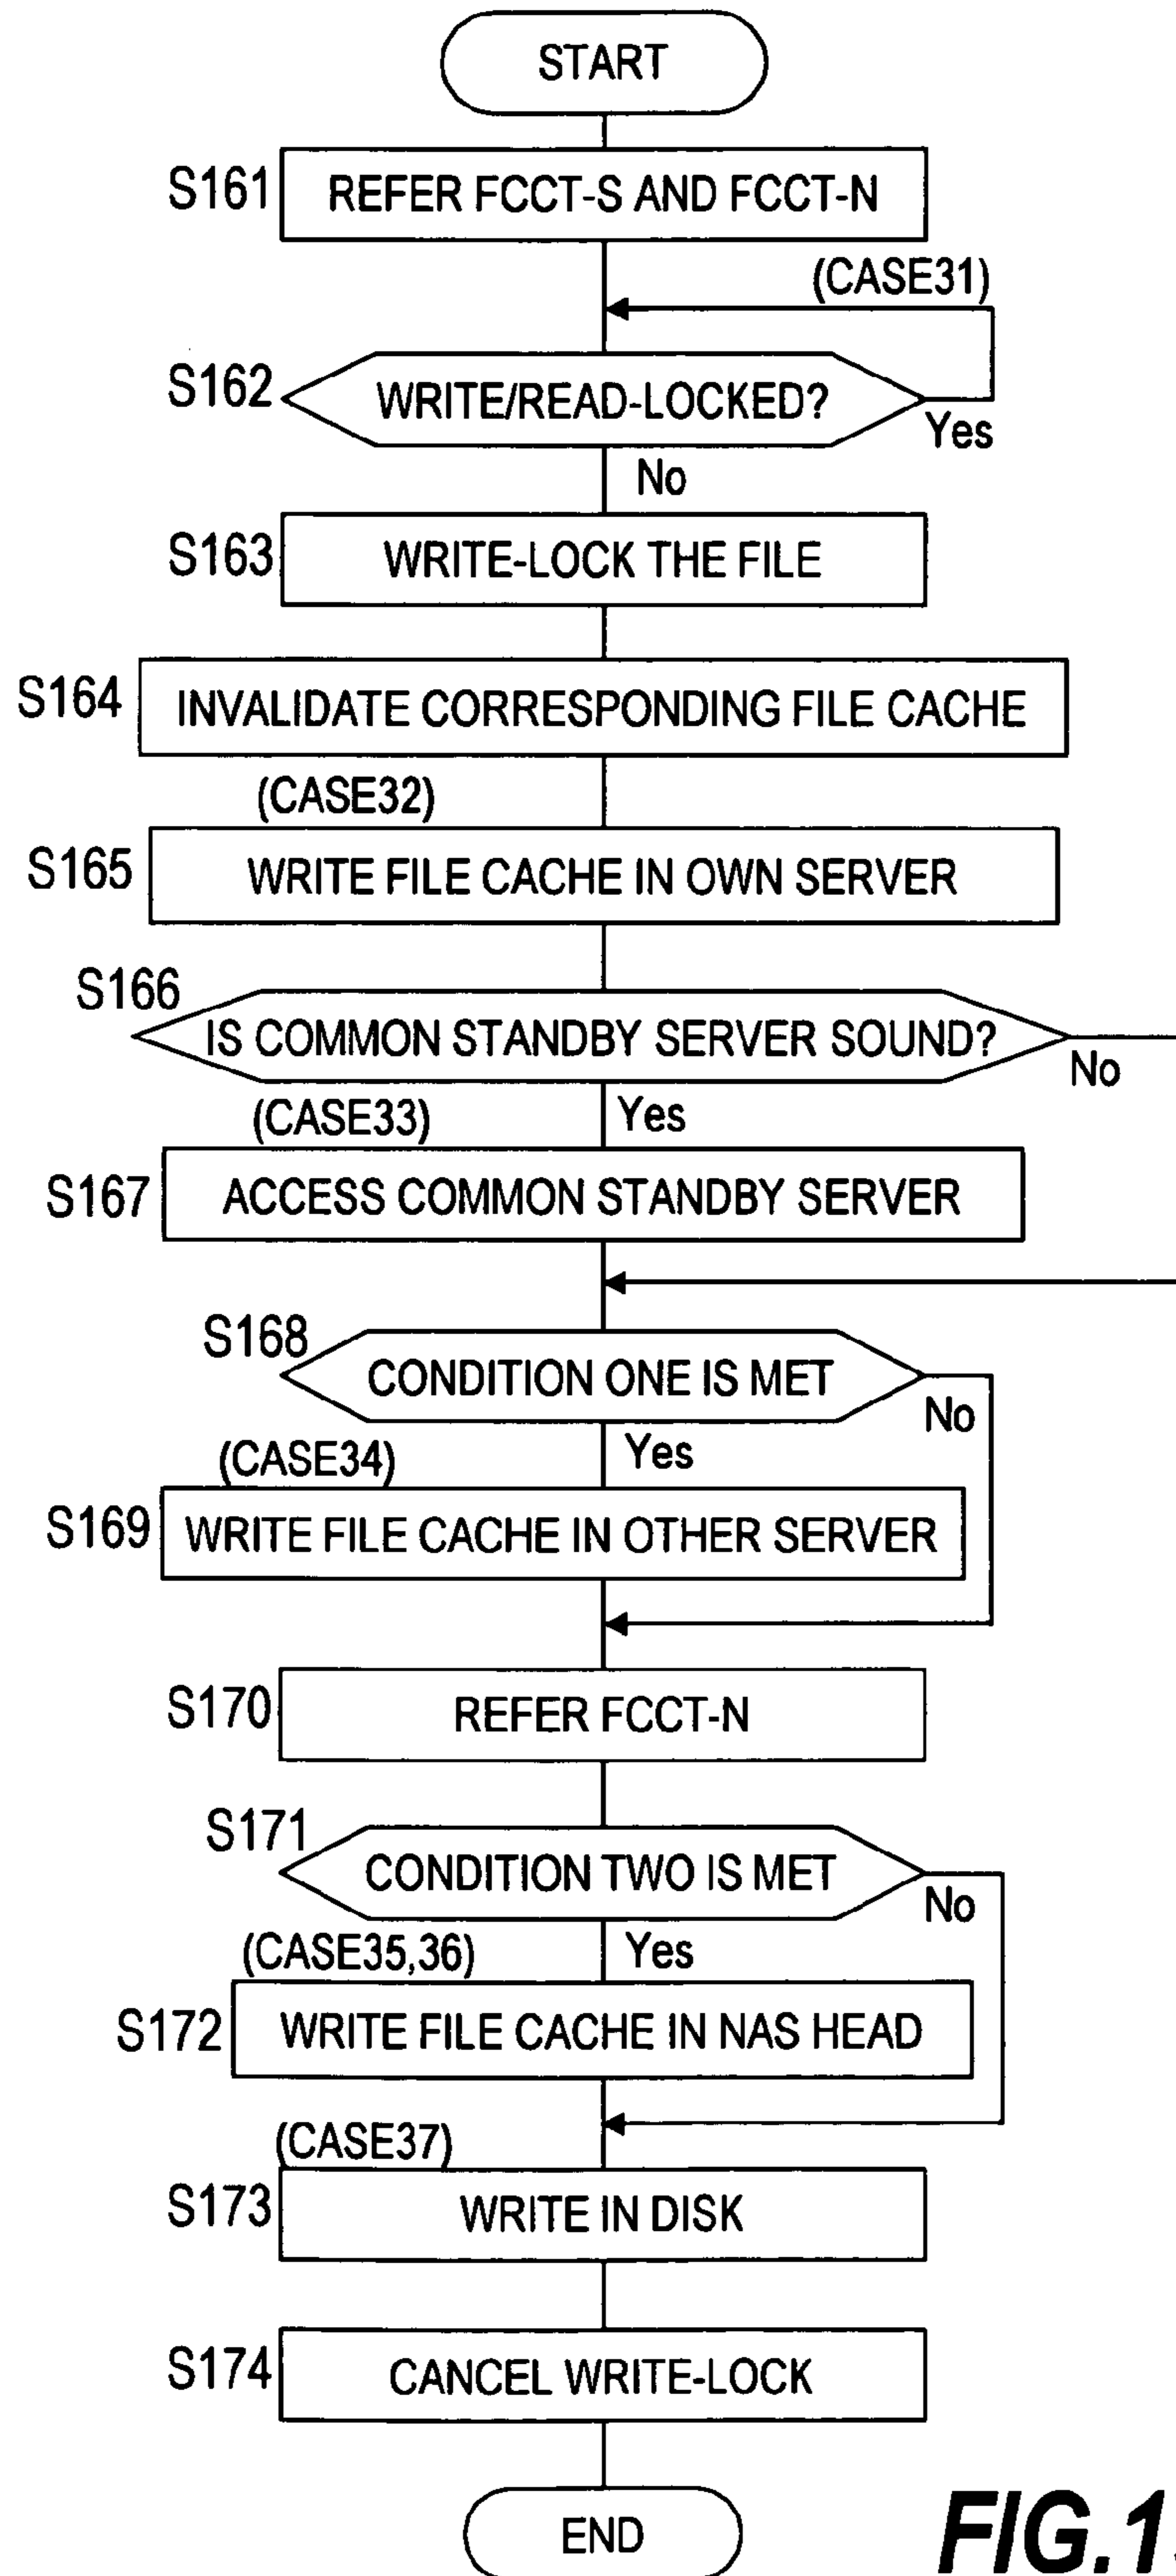 START
S161
REFER FCCT-S AND FCCT-N
(CASE31)
S162
WRITE/READ-LOCKED?
Yes
No
S163
WRITE-LOCK THE FILE
S164
INVALIDATE CORRESPONDING FILE CACHE
(CASE32)
S165
WRITE FILE CACHE IN OWN SERVER
S166
IS COMMON STANDBY SERVER SOUND?
No
(CASE33)
Yes
S167
ACCESS COMMON STANDBY SERVER
S168
CONDITION ONE IS MET
No
(CASE34)
Yes
S169
WRITE FILE CACHE IN OTHER SERVER
S170
REFER FCCT-N
S171
CONDITION TWO IS MET
No
(CASE35,36)
Yes
S172
WRITE FILE CACHE IN NAS HEAD
(CASE37)
S173
WRITE IN DISK
S174
CANCEL WRITE-LOCK
END
FIG.1